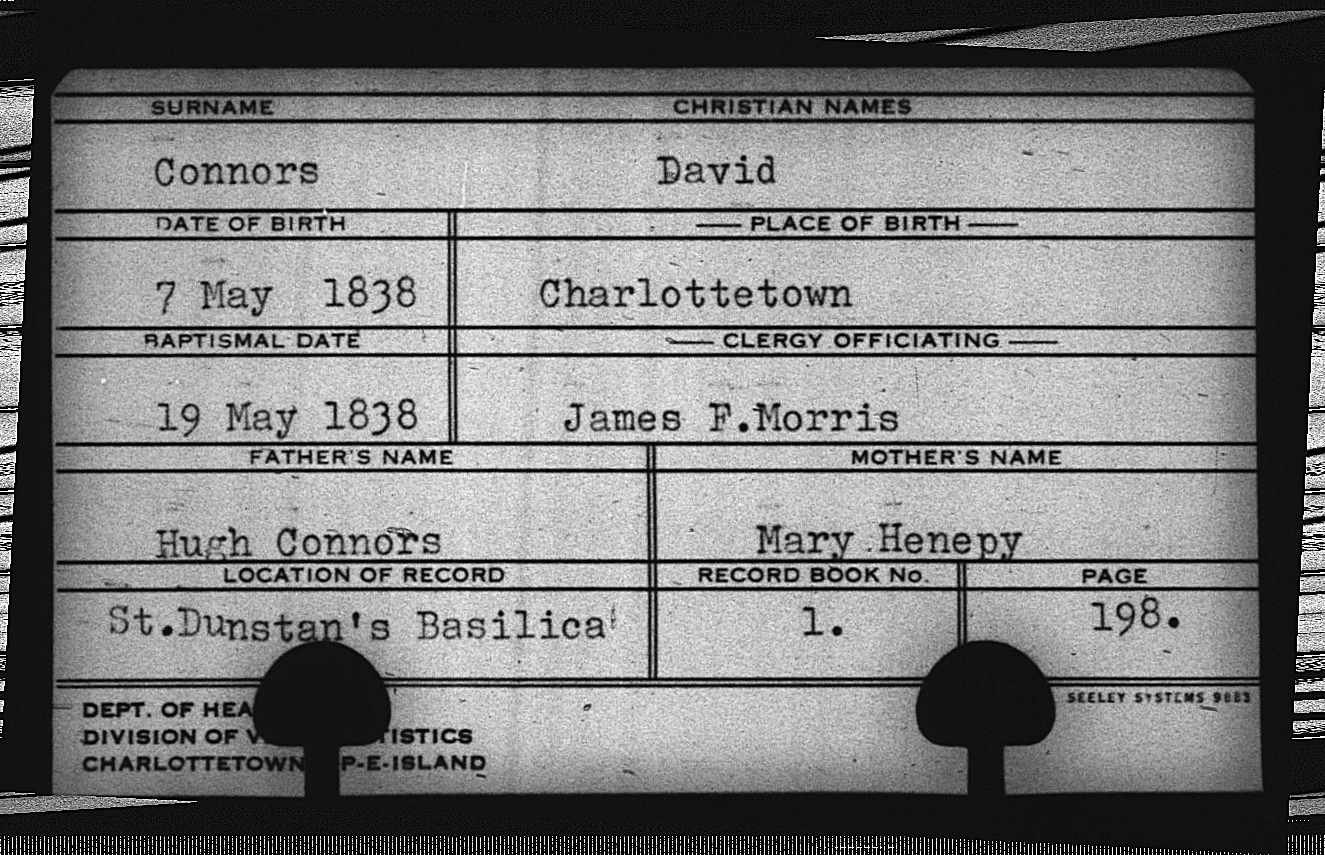 SURNAME CHRISTIAN NAMES
Connors David
DATE OF BIRTH PLACE OF BIRTH
7 May 1838 Charlottetown
BAPTISMAL DATE CLERGY OFFICIATING
19 May 1838 James F.Morris
FATHER'S NAME MOTHER'S NAME
Hugh Connors Mary Henepy
LOCATION OF RECORD RECORD BOOK No. PAGE
St.Dunstan's Basilica 1. 198.
SEELEY SYSTEMS
DEPT. OF HEA
DIVISION OF V TISTICS
CHARLOTTETOWN P-E-ISLAND